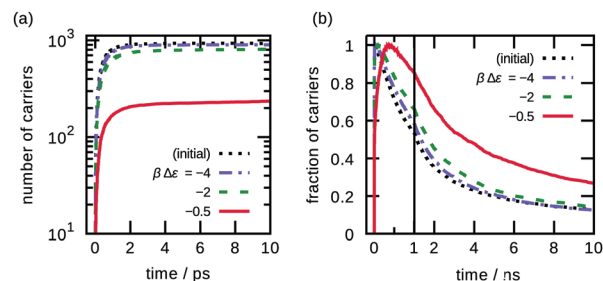 (a)
number of carriers
10³
10²
10¹
(initial)
β Δε = −4
−2
−0.5
0 2 4 6 8 10
time / ps
(b)
fraction of carriers
1
0.8
0.6
0.4
0.2
0
(initial)
β Δε = −4
−2
−0.5
0 1 2 4 6 8 10
time / ns